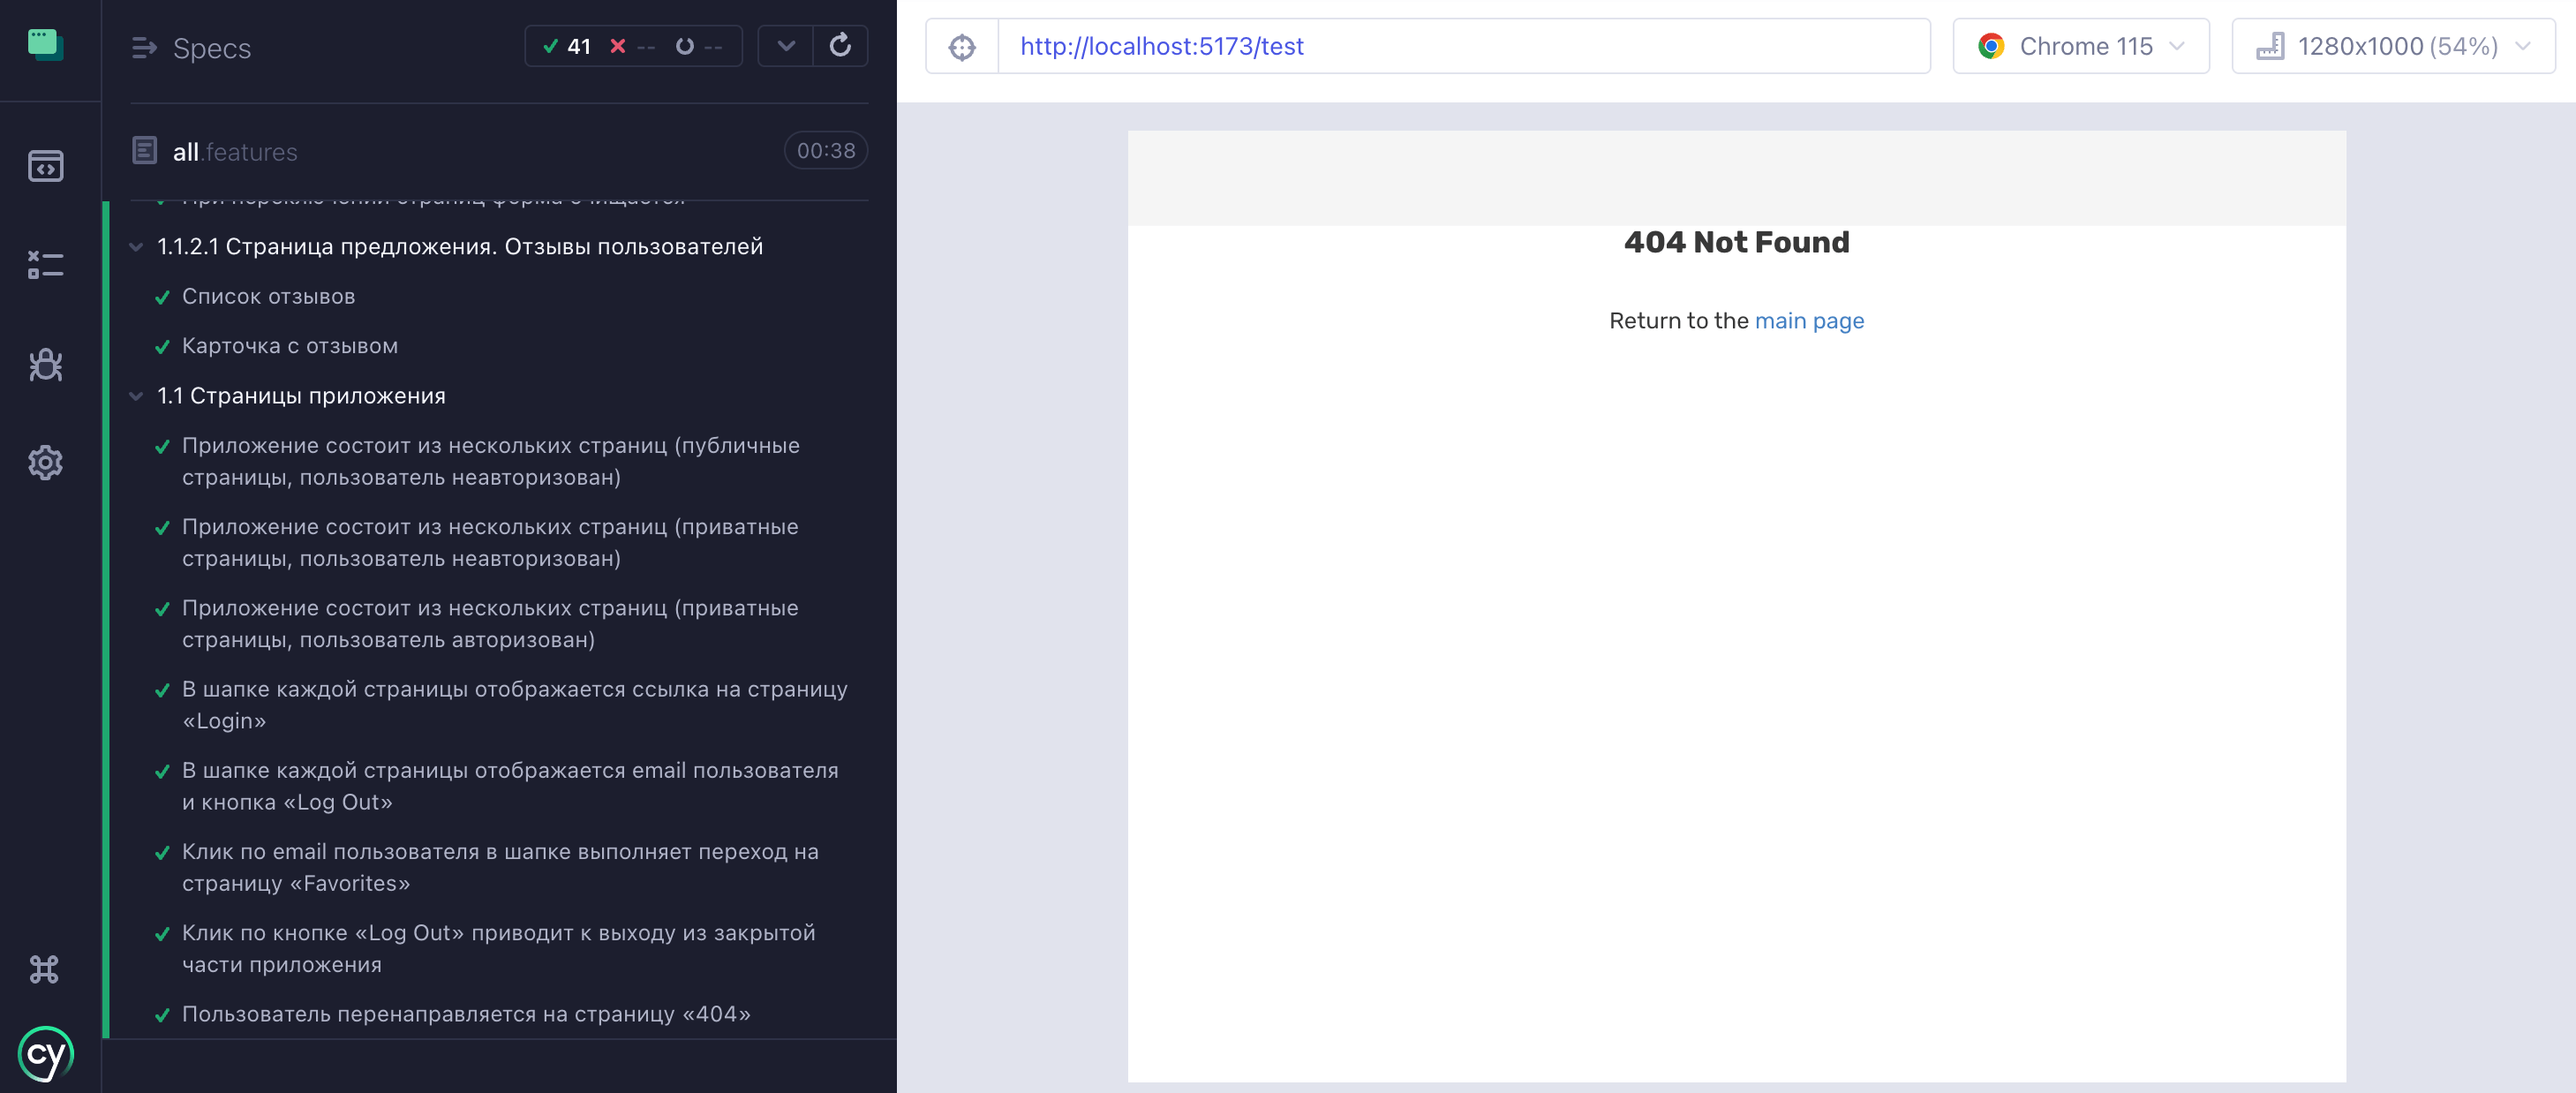 Specs
41 -- --
http://localhost:5173/test
Chrome 115
1280x1000 (54%)
all.features
00:38
При переключении страниц форма очищается
1.1.2.1 Страница предложения. Отзывы пользователей
Список отзывов
Карточка с отзывом
1.1 Страницы приложения
Приложение состоит из нескольких страниц (публичные
страницы, пользователь неавторизован)
Приложение состоит из нескольких страниц (приватные
страницы, пользователь неавторизован)
Приложение состоит из нескольких страниц (приватные
страницы, пользователь авторизован)
В шапке каждой страницы отображается ссылка на страницу
«Login»
В шапке каждой страницы отображается email пользователя
и кнопка «Log Out»
Клик по email пользователя в шапке выполняет переход на
страницу «Favorites»
Клик по кнопке «Log Out» приводит к выходу из закрытой
части приложения
Пользователь перенаправляется на страницу «404»
cy
404 Not Found
Return to the main page